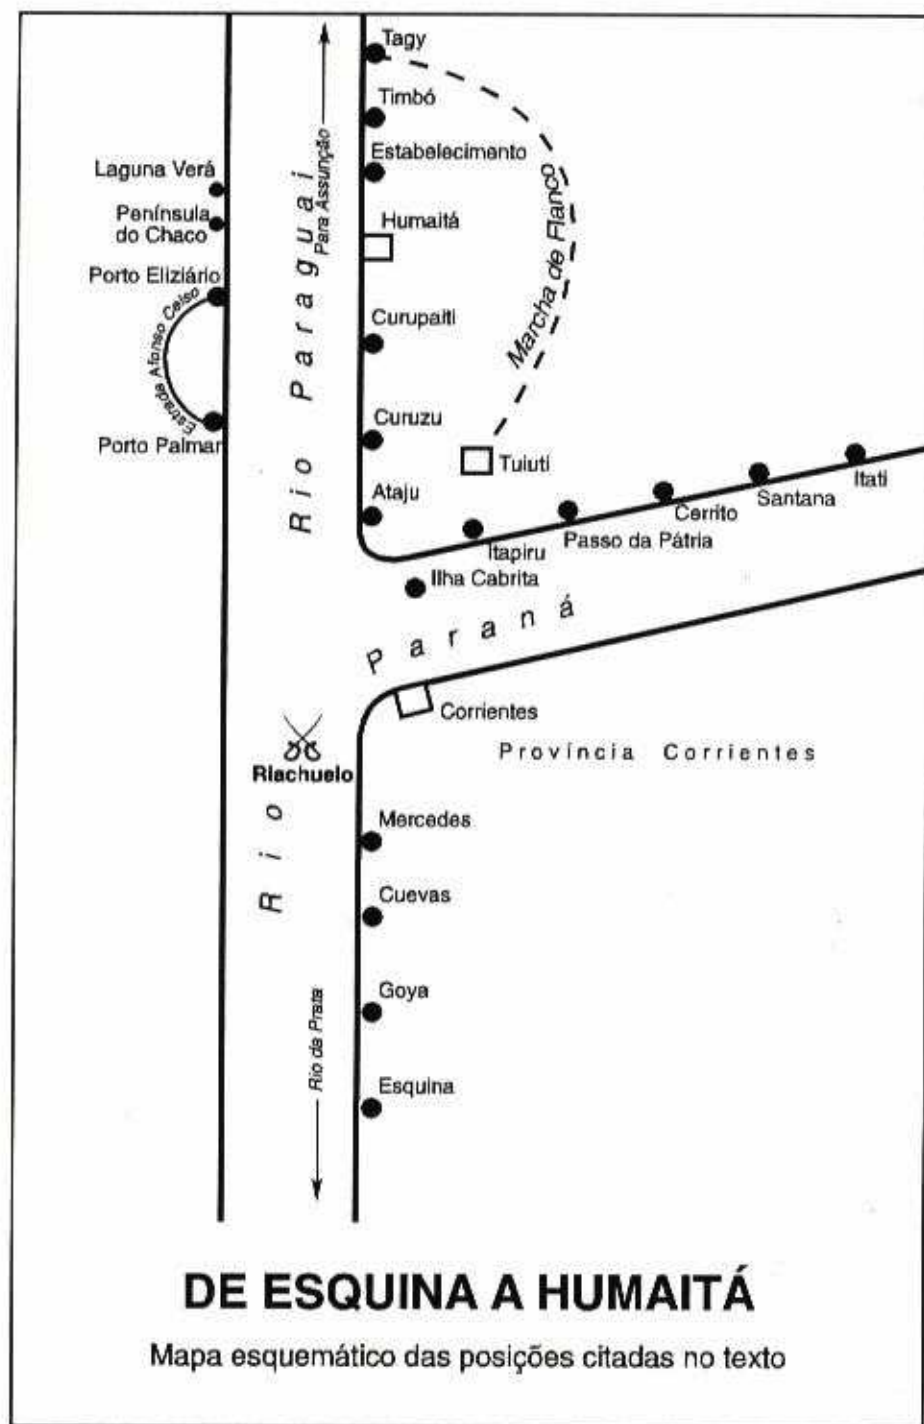 Tagy
Timbó
Estabelecimento
Laguna Verá
Península
do Chaco
Humaitá
Porto Eliziário
Curupaiti
Estrada Afonso Celso
Porto Palmar
Curuzu
Tuiuti
Ataju
Marcha de Flanco
Rio Paraguai
Para Assunção
Itati
Santana
Cerrito
Passo da Pátria
Itapiru
Ilha Cabrita
Rio Paraná
Corrientes
Província Corrientes
Riachuelo
Mercedes
Cuevas
Goya
Rio da Prata
Esquina
DE ESQUINA A HUMAITÁ
Mapa esquemático das posições citadas no texto